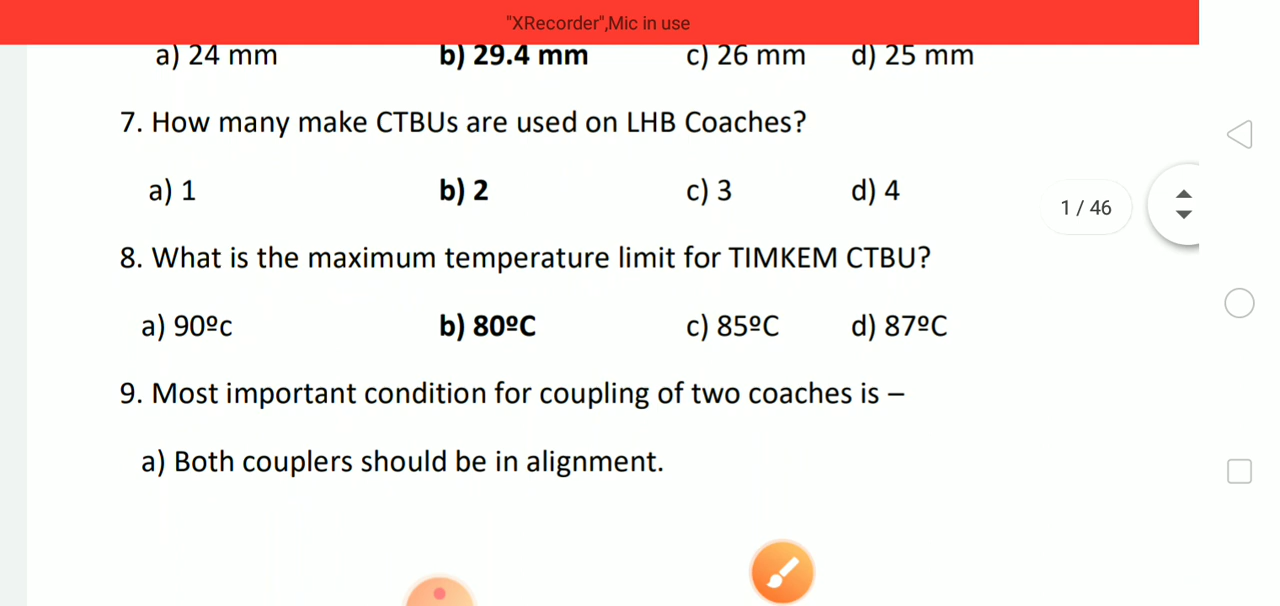 "XRecorder",Mic in use
a) 24 mm b) 29.4 mm c) 26 mm d) 25 mm
7. How many make CTBUs are used on LHB Coaches?
a) 1 b) 2 c) 3 d) 4
1 / 46
8. What is the maximum temperature limit for TIMKEM CTBU?
a) 90ºc b) 80ºC c) 85ºC d) 87ºC
9. Most important condition for coupling of two coaches is –
a) Both couplers should be in alignment.